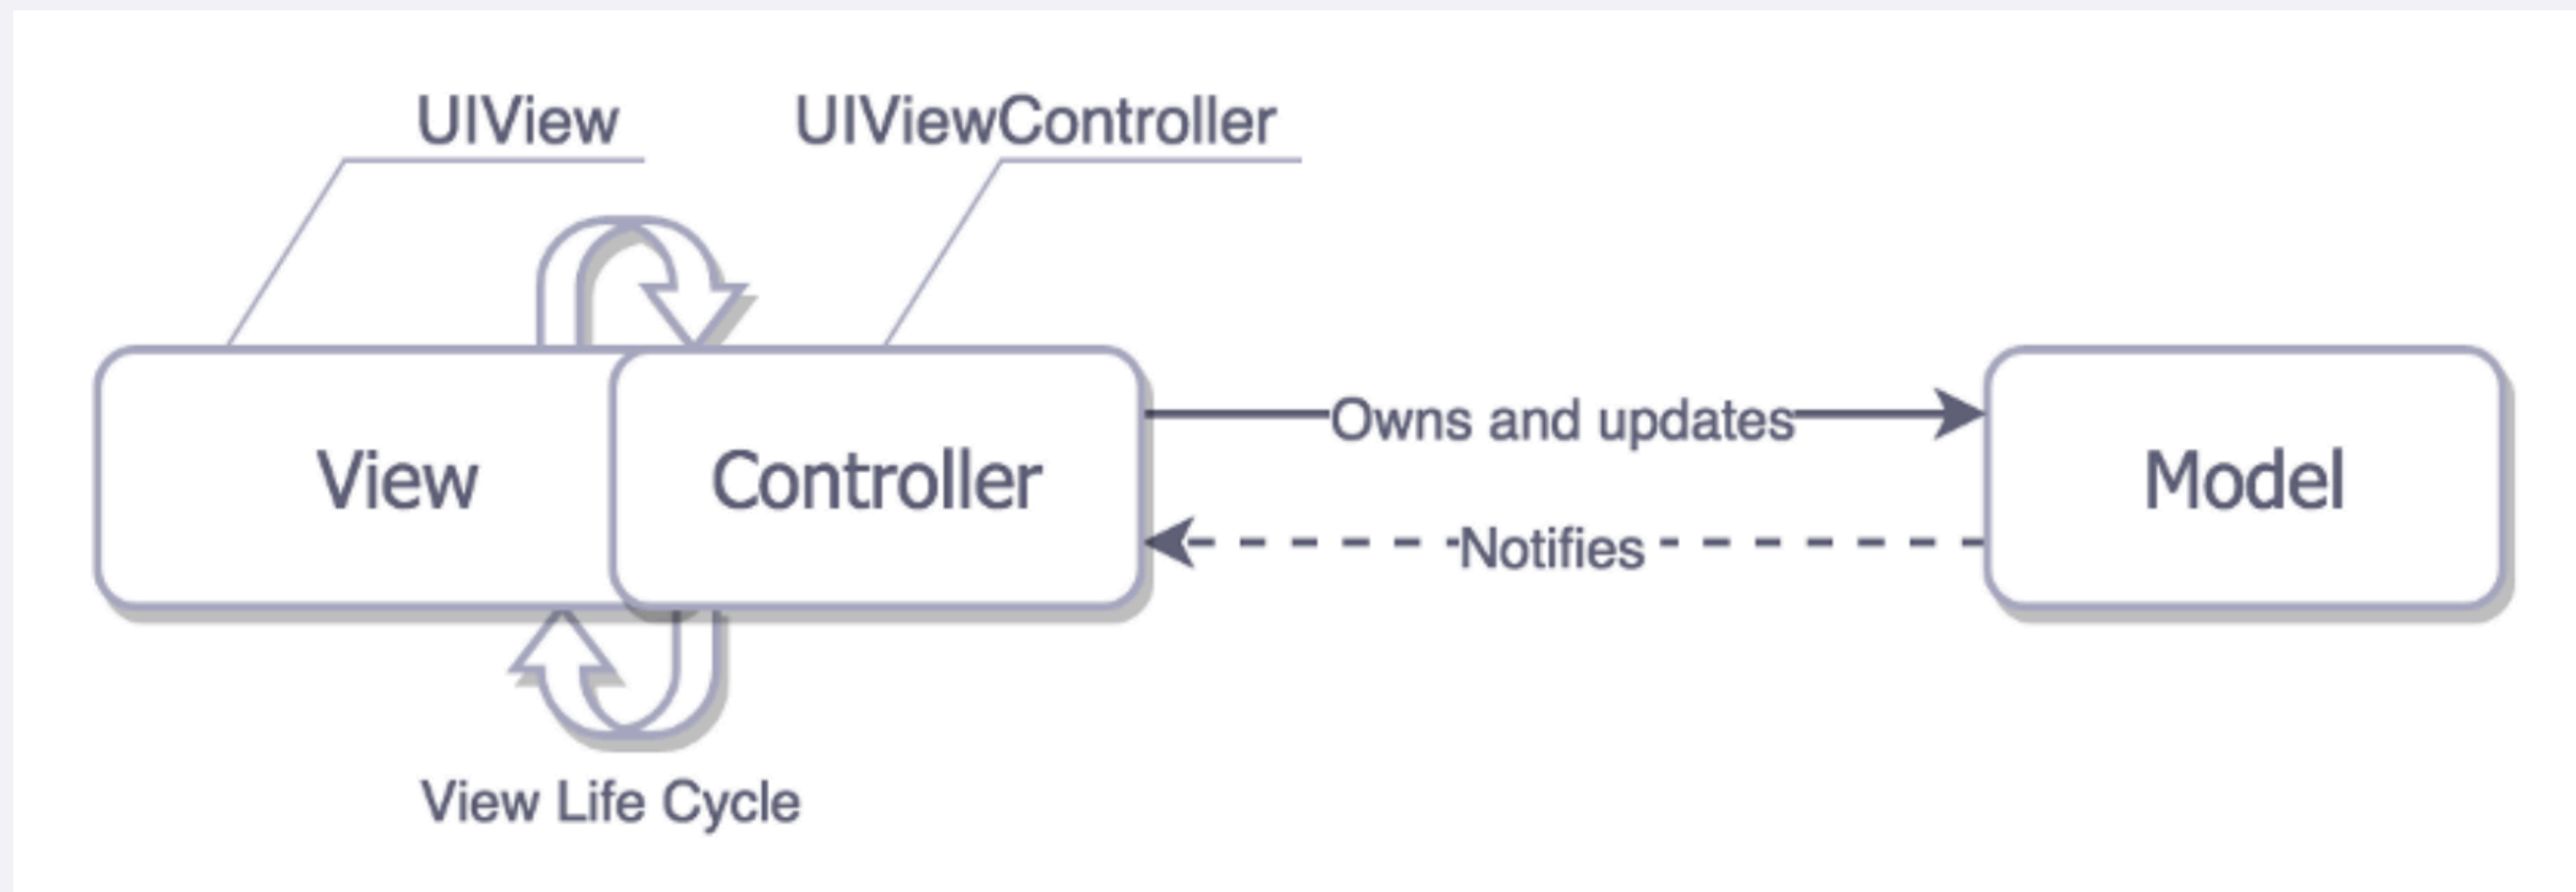 UIView
UIViewController
View
Controller
Owns and updates
Notifies
Model
View Life Cycle